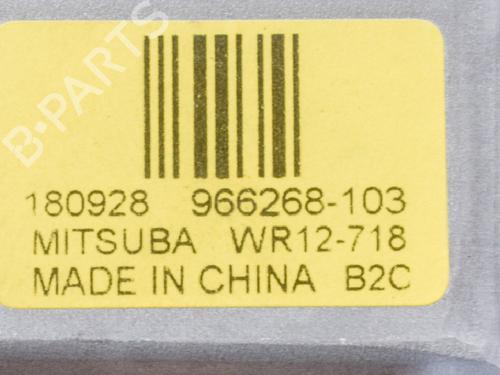 B-PARTS
180928 966268-103
MITSUBA WR12-718
MADE IN CHINA B2C